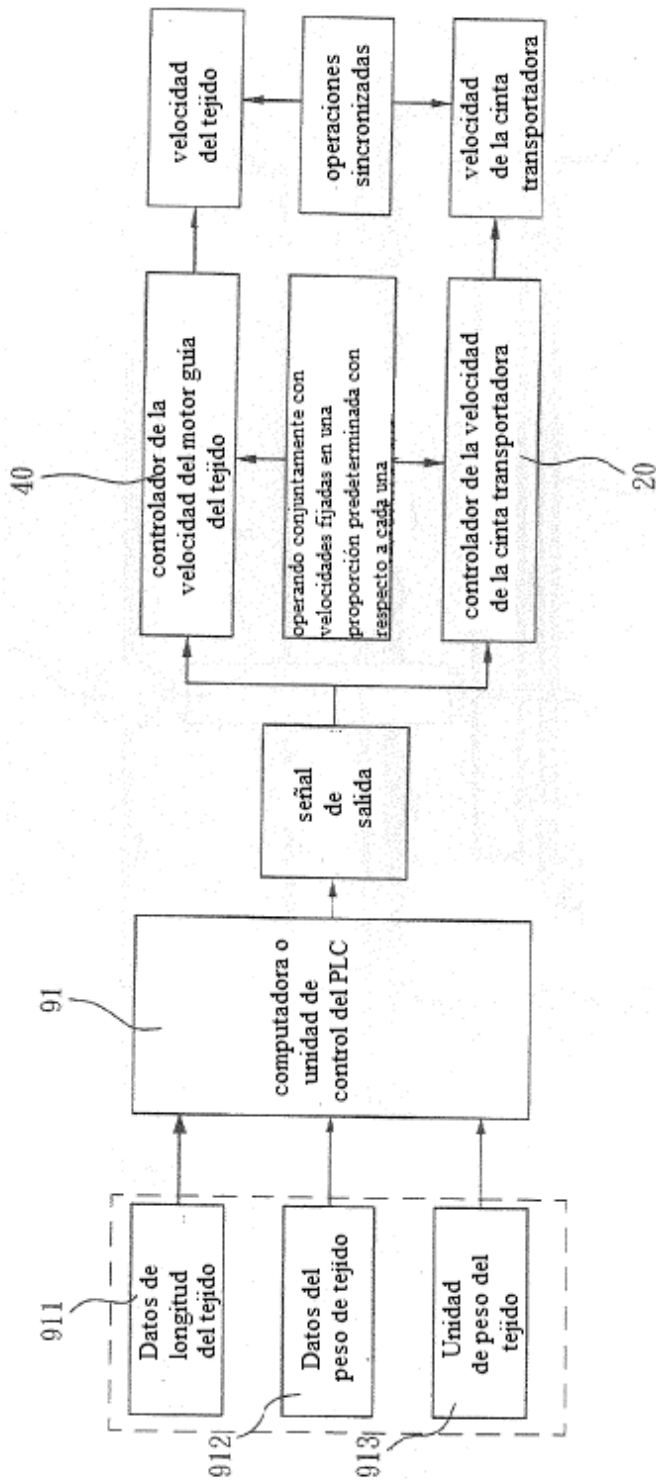 911
Datos de
longitud
del tejido
912
Datos del
peso de tejido
913
Unidad
de peso del
tejido
91
computadora o
unidad de
control del PLC
señal
de
salida
40
controlador de la
velocidad del motor guía
del tejido
operando conjuntamente con
velocidades fijadas en una
proporción predeterminada con
respecto a cada una
controlador de la velocidad
de la cinta transportadora
20
velocidad
del tejido
operaciones
sincronizadas
velocidad
de la cinta
transportadora